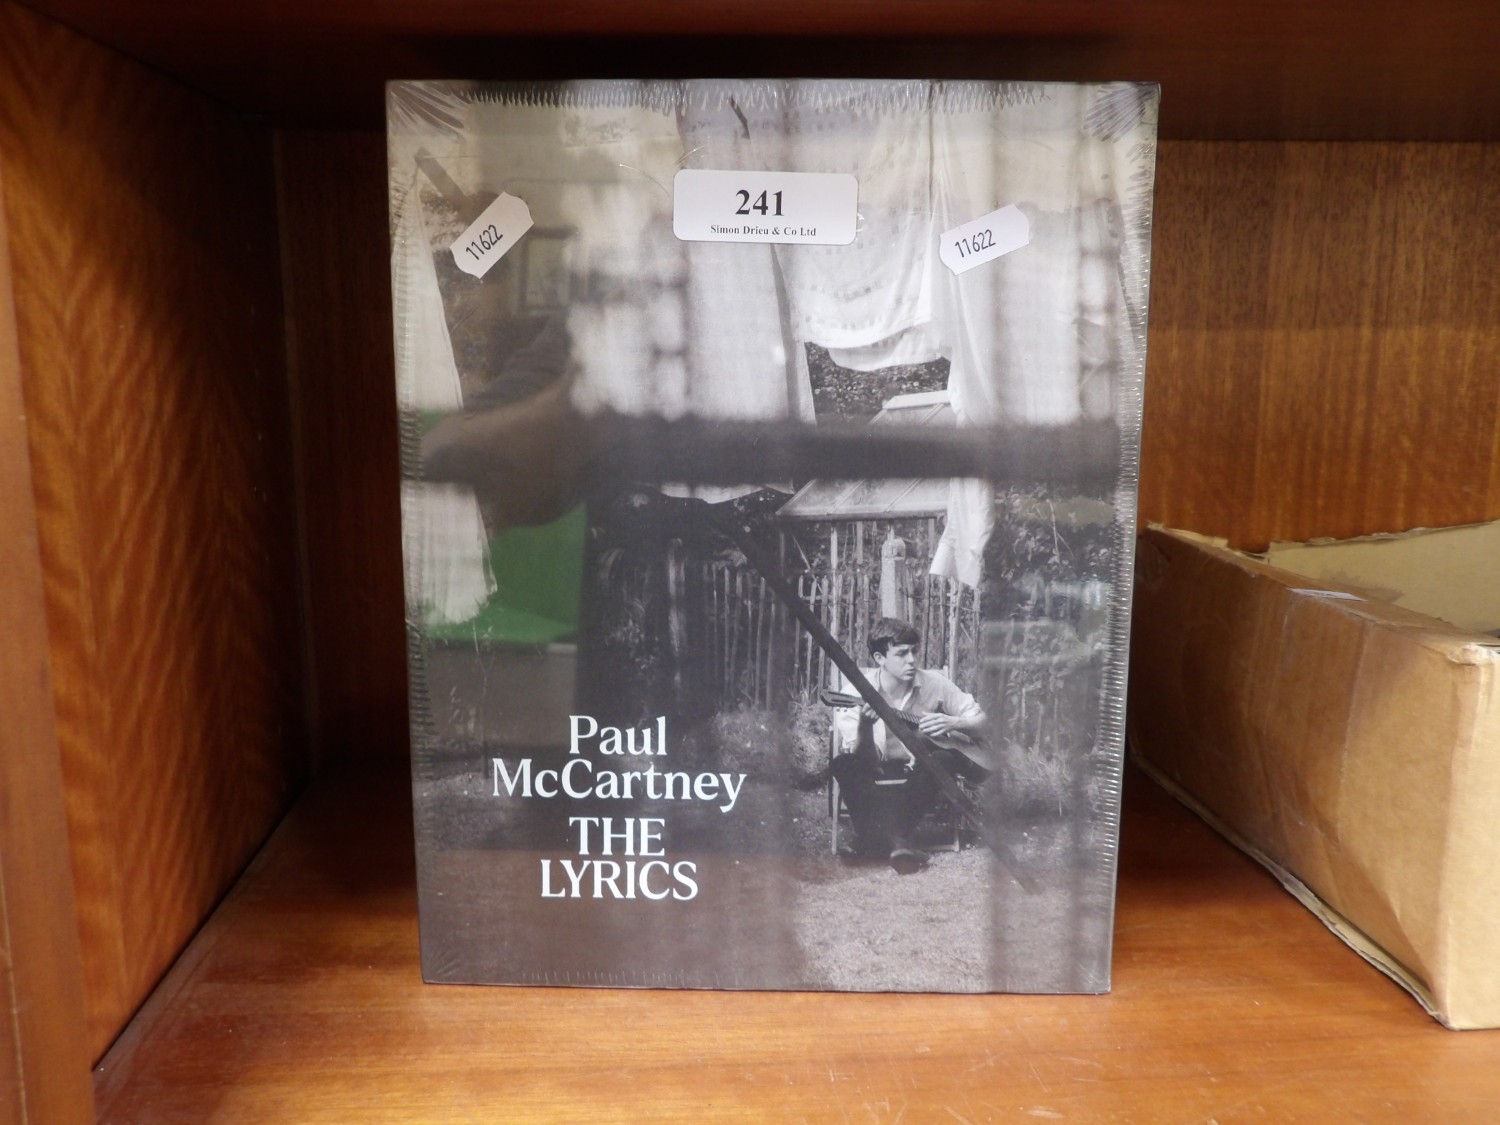 241
Simon Drieu & Co Ltd
11622
11622
Paul
McCartney
THE
LYRICS